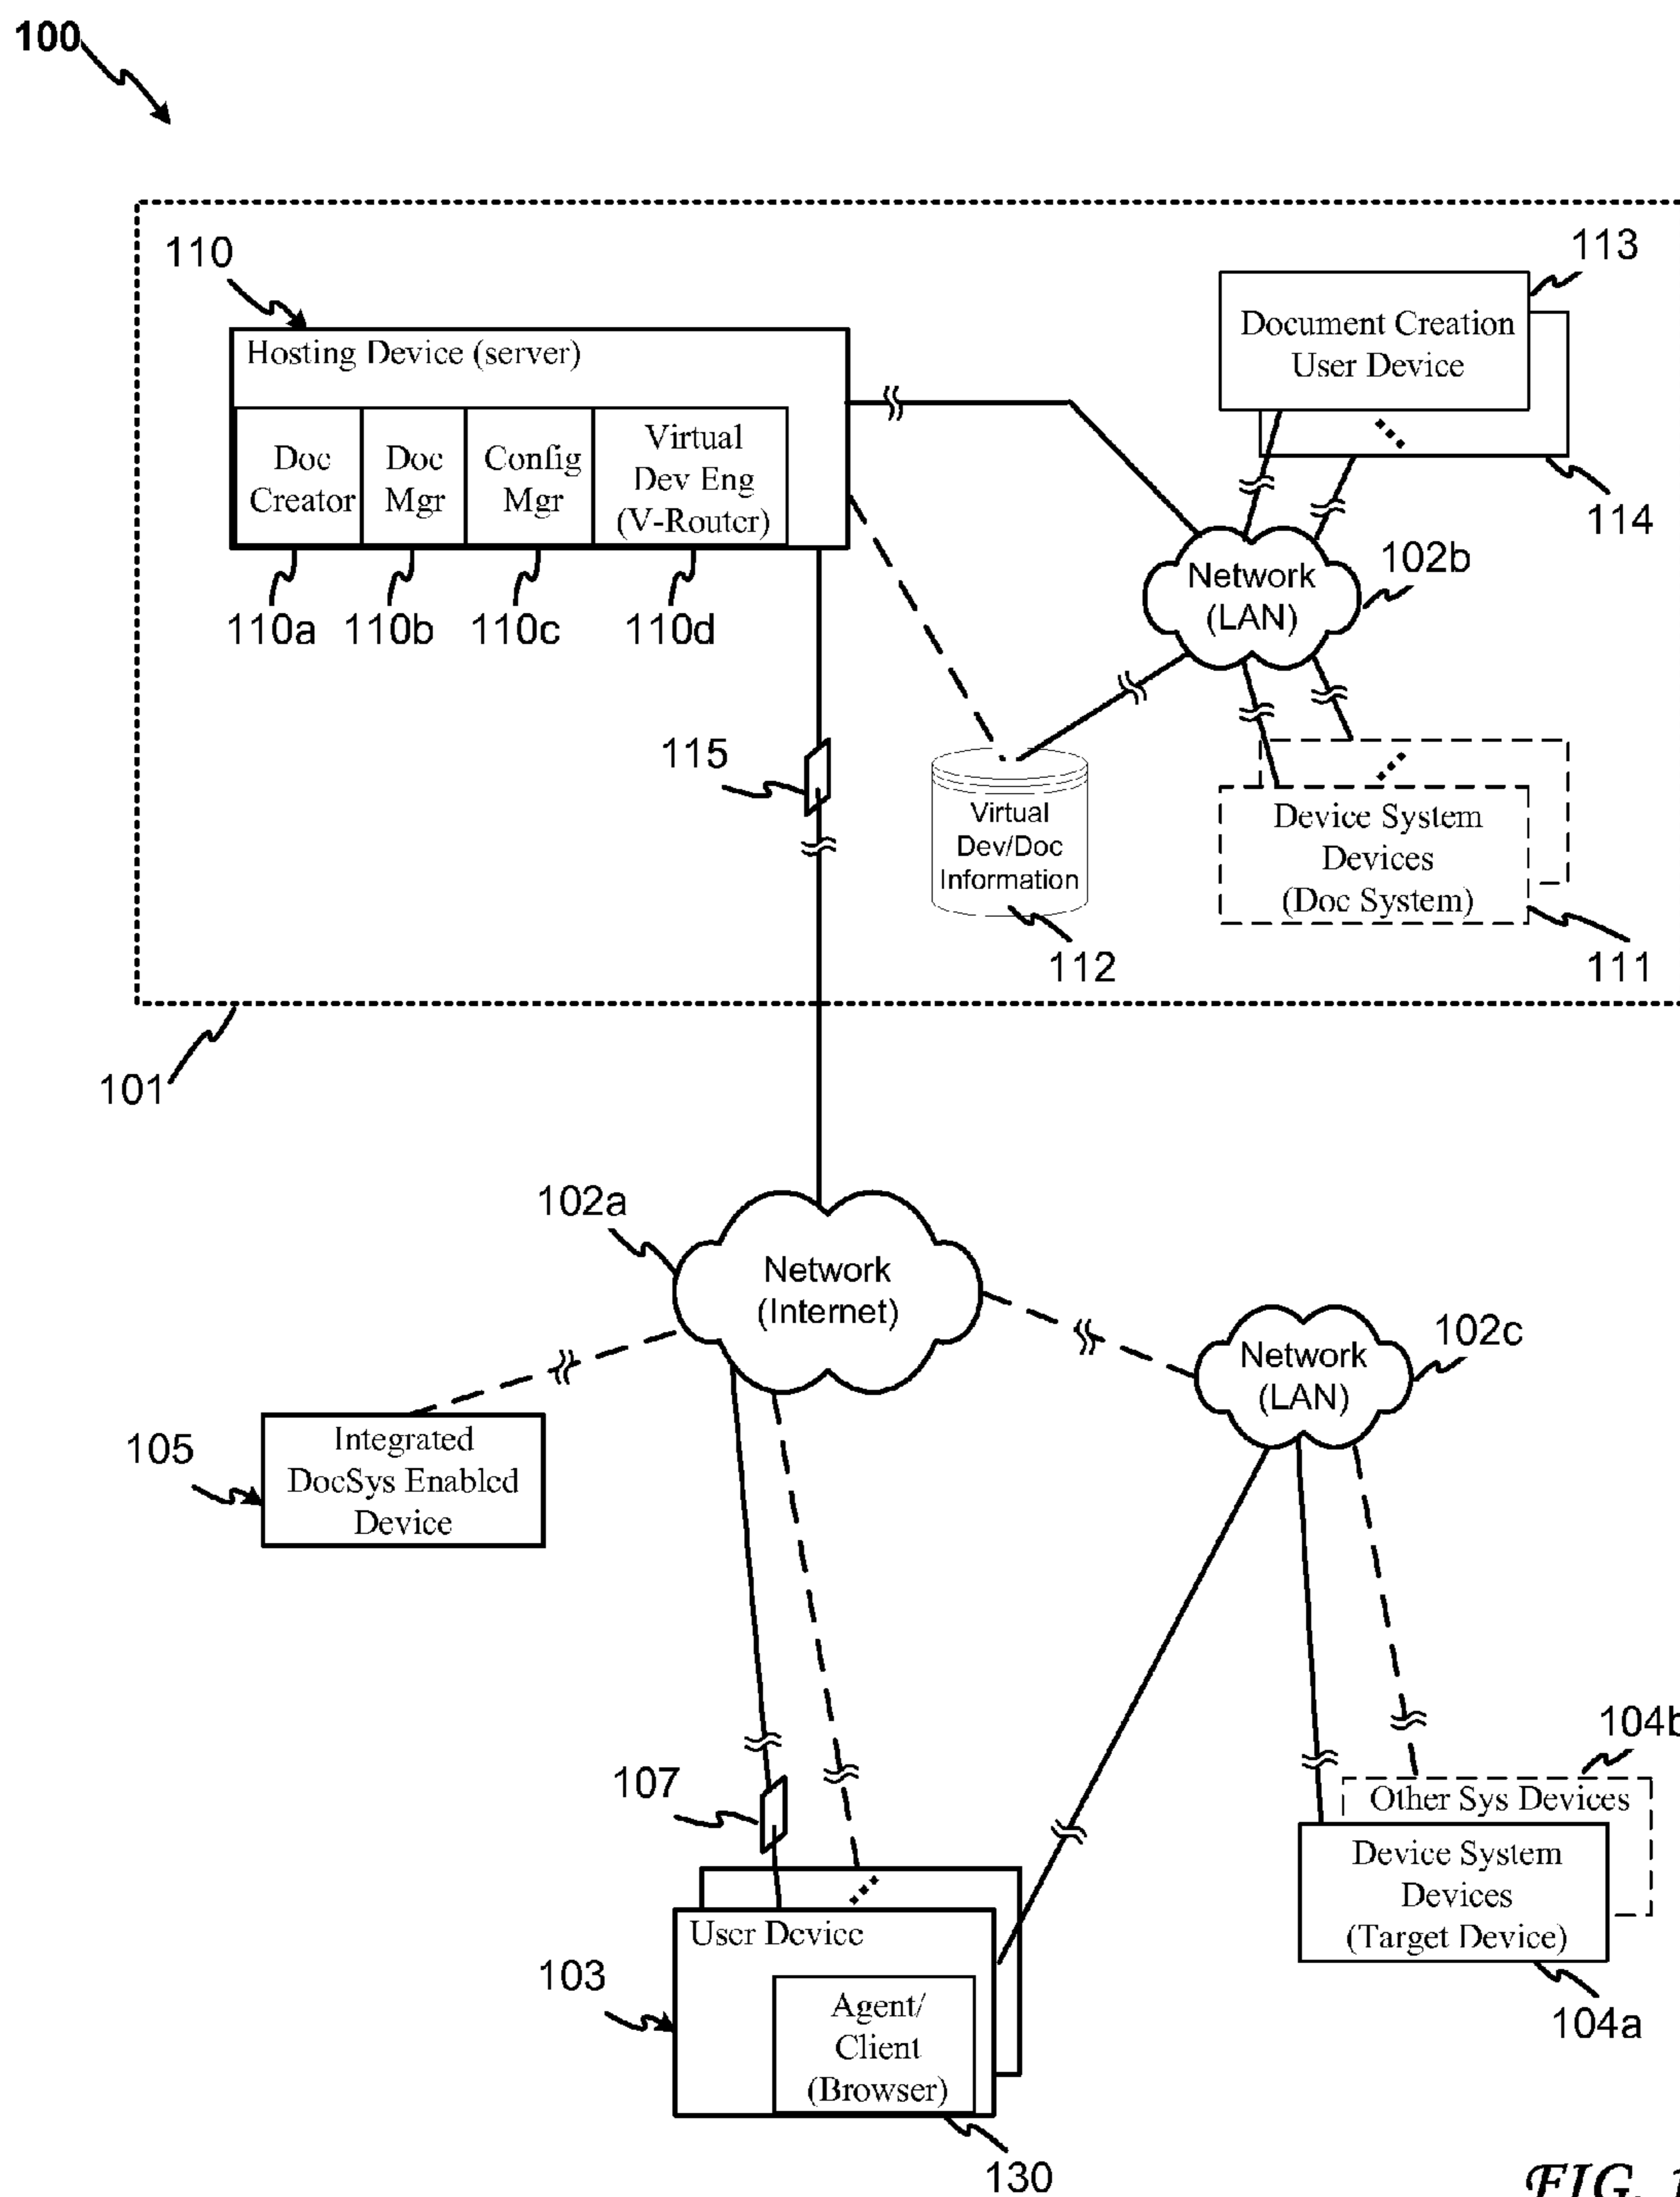 100
110
113
Hosting Device (server)
Document Creation
User Device
Doc
Creator
Doc
Mgr
Config
Mgr
Virtual
Dev Eng
(V-Router)
114
110a
110b
110c
110d
Network
(LAN)
102b
115
Virtual
Dev/Doc
Information
Device System
Devices
(Doc System)
112
111
101
102a
Network
(Internet)
Network
(LAN)
102c
105
Integrated
DocSys Enabled
Device
104b
107
Other Sys Devices
Device System
Devices
(Target Device)
User Device
103
Agent/
Client
(Browser)
104a
130
FIG. 1